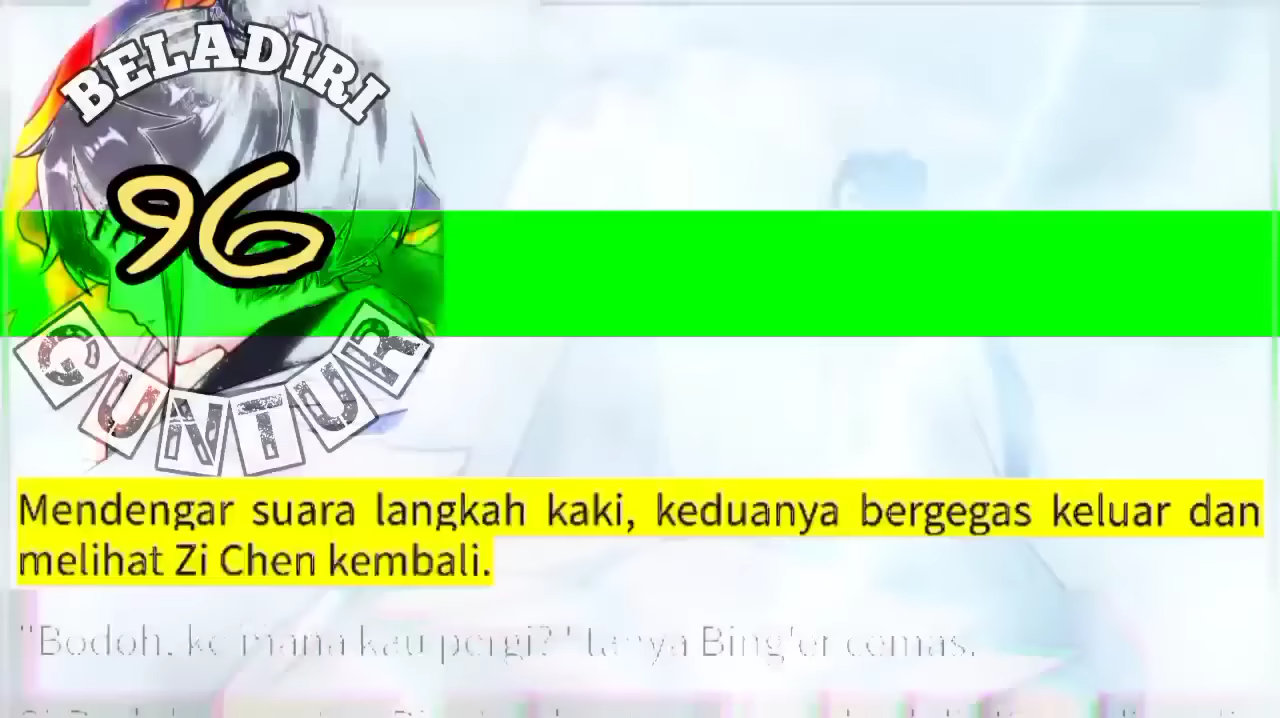 BELADIRI
96
GUNTUR
Mendengar suara langkah kaki, keduanya bergegas keluar dan
melihat Zi Chen kembali.
"Bodoh, ke mana kau pergi?" tanya Bing'er cemas.